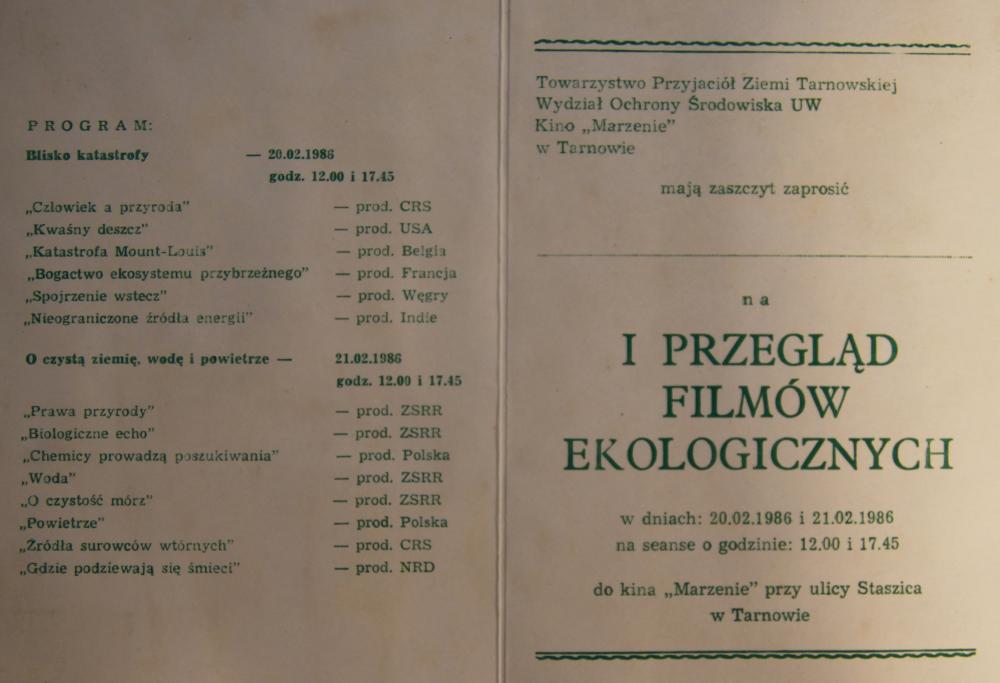 PROGRAM:
Blisko katastrofy — 20.02.1986
godz. 12.00 i 17.45
„Człowiek a przyroda” — prod. CRS
„Kwaśny deszcz” — prod. USA
„Katastrofa Mount-Louis” — prod. Belgia
„Bogactwo ekosystemu przybrzeżnego” — prod. Francja
„Spojrzenie wstecz” — prod. Węgry
„Nieograniczone źródła energii” — prod. Indie
O czystą ziemię, wodę i powietrze — 21.02.1986
godz. 12.00 i 17.45
„Prawa przyrody” — prod. ZSRR
„Biologiczne echo” — prod. ZSRR
„Chemicy prowadzą poszukiwania” — prod. Polska
„Woda” — prod. ZSRR
„O czystość mórz” — prod. ZSRR
„Powietrze” — prod. Polska
„Źródła surowców wtórnych” — prod. CRS
„Gdzie podziewają się śmieci” — prod. NRD
Towarzystwo Przyjaciół Ziemi Tarnowskiej
Wydział Ochrony Środowiska UW
Kino „Marzenie”
w Tarnowie
mają zaszczyt zaprosić
na
I PRZEGLĄD
FILMÓW
EKOLOGICZNYCH
w dniach: 20.02.1986 i 21.02.1986
na seanse o godzinie: 12.00 i 17.45
do kina „Marzenie” przy ulicy Staszica
w Tarnowie